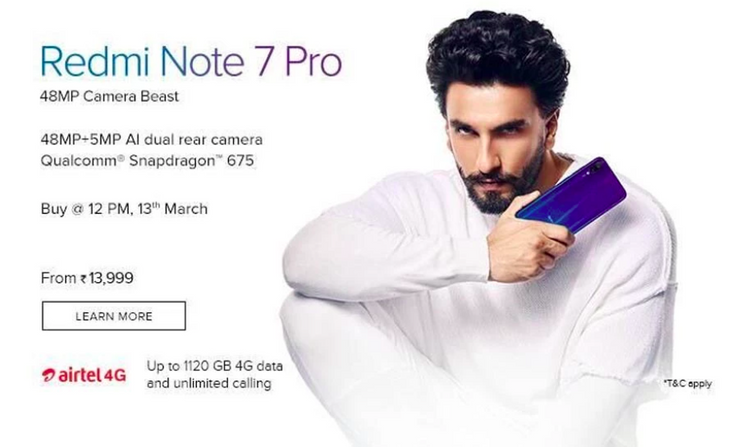 Redmi Note 7 Pro
48MP Camera Beast
48MP+5MP AI dual rear camera
Qualcomm® Snapdragon™ 675
Buy @ 12 PM, 13th March
From ₹13,999
LEARN MORE
airtel 4G
Up to 1120 GB 4G data
and unlimited calling
*T&C apply